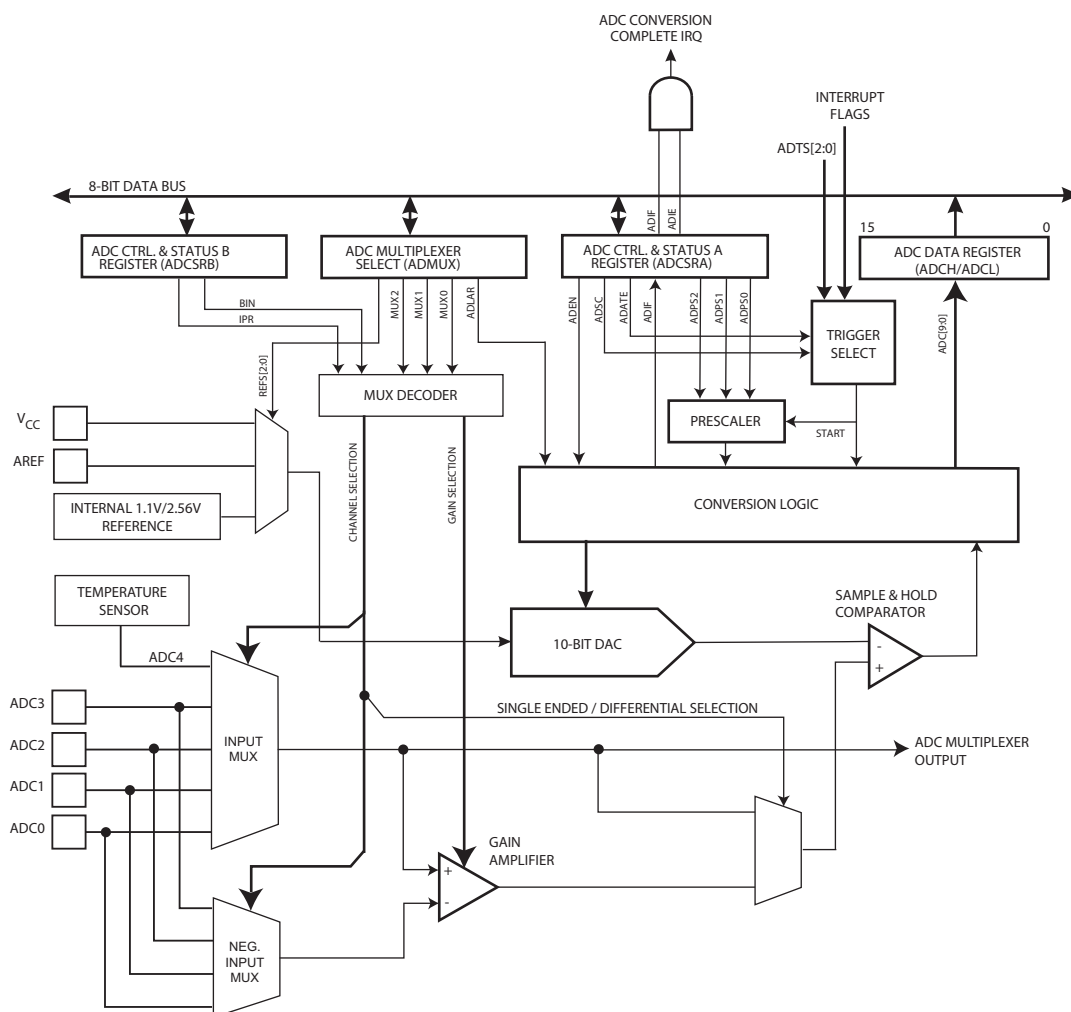 ADC CONVERSION
COMPLETE IRQ
INTERRUPT
FLAGS
ADTS[2:0]
8-BIT DATA BUS
ADIF
ADIE
15
0
ADC CTRL. & STATUS B
REGISTER (ADCSRB)
ADC MULTIPLEXER
SELECT (ADMUX)
ADC CTRL. & STATUS A
REGISTER (ADCSRA)
ADC DATA REGISTER
(ADCH/ADCL)
BIN
IPR
REFS[2:0]
MUX2
MUX1
MUX0
ADLAR
ADEN
ADSC
ADATE
ADIF
ADPS2
ADPS1
ADPS0
TRIGGER
SELECT
ADC[9:0]
MUX DECODER
PRESCALER
START
VCC
AREF
INTERNAL 1.1V/2.56V
REFERENCE
CHANNEL SELECTION
GAIN SELECTION
CONVERSION LOGIC
TEMPERATURE
SENSOR
ADC4
10-BIT DAC
SAMPLE & HOLD
COMPARATOR
-
+
ADC3
ADC2
ADC1
ADC0
INPUT
MUX
SINGLE ENDED / DIFFERENTIAL SELECTION
ADC MULTIPLEXER
OUTPUT
GAIN
AMPLIFIER
+
-
NEG.
INPUT
MUX